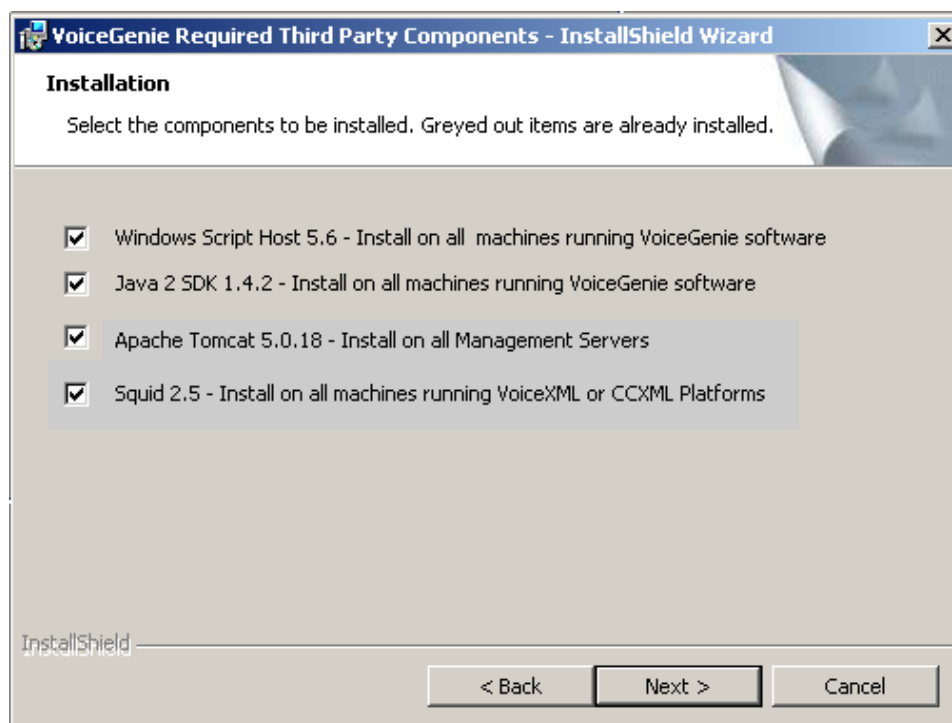 VoiceGenie Required Third Party Components - InstallShield Wizard
Installation
Select the components to be installed. Greyed out items are already installed.
Windows Script Host 5.6 - Install on all  machines running VoiceGenie software
Java 2 SDK 1.4.2 - Install on all machines running VoiceGenie software
Apache Tomcat 5.0.18 - Install on all Management Servers
Squid 2.5 - Install on all machines running VoiceXML or CCXML Platforms
InstallShield
< Back
Next >
Cancel